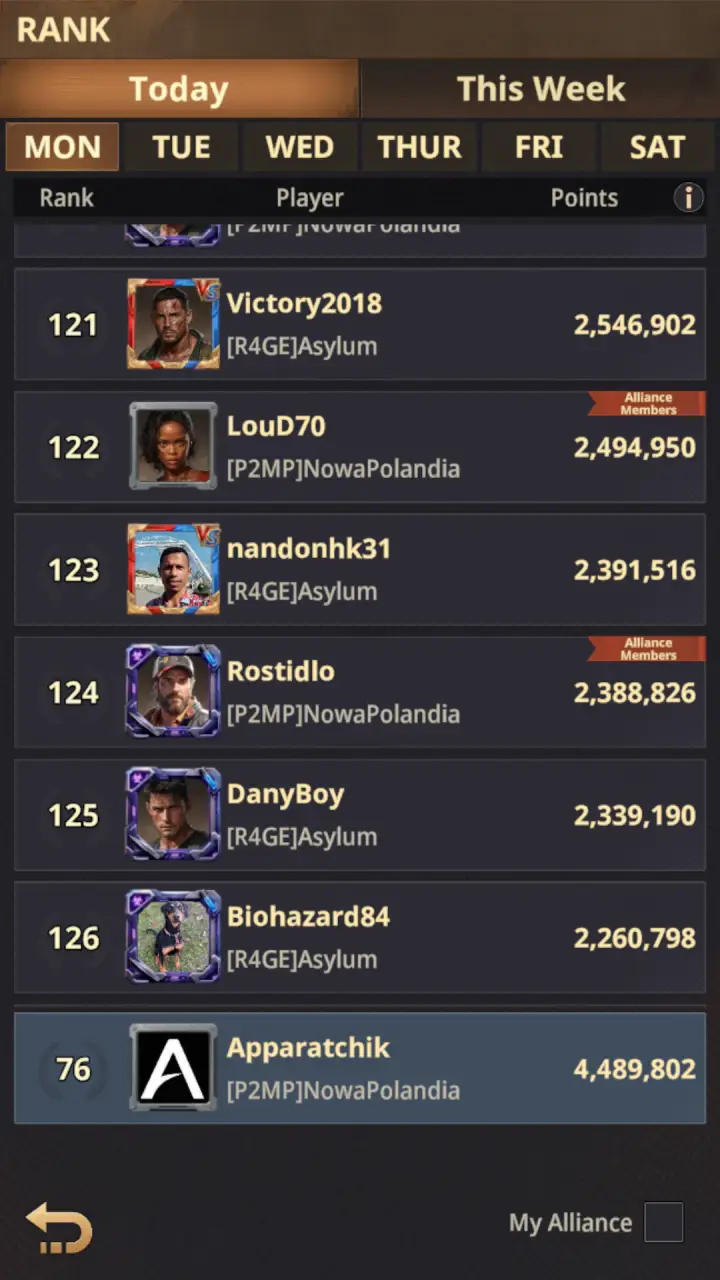 RANK
Today
This Week
MON
TUE
WED
THUR
FRI
SAT
Rank
Player
Points
i
[P2MP]NowaPolandia
121
Victory2018
[R4GE]Asylum
2,546,902
122
LouD70
[P2MP]NowaPolandia
Alliance
Members
2,494,950
123
nandonhk31
[R4GE]Asylum
2,391,516
124
Rostidlo
[P2MP]NowaPolandia
Alliance
Members
2,388,826
125
DanyBoy
[R4GE]Asylum
2,339,190
126
Biohazard84
[R4GE]Asylum
2,260,798
76
Apparatchik
[P2MP]NowaPolandia
4,489,802
My Alliance